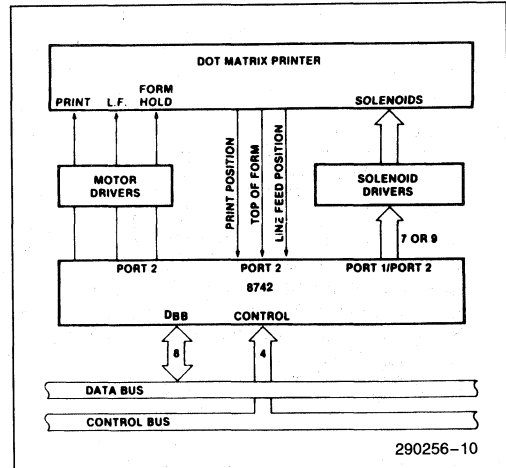 DOT MATRIX PRINTER
PRINT L.F. FORM HOLD
SOLENOIDS
PRINT POSITION
TOP OF FORM
LINE FEED POSITION
MOTOR DRIVERS
SOLENOID DRIVERS
7 OR 9
PORT 2 PORT 2 PORT 1/PORT 2
8742
DBB CONTROL
8 4
DATA BUS
CONTROL BUS
290256-10